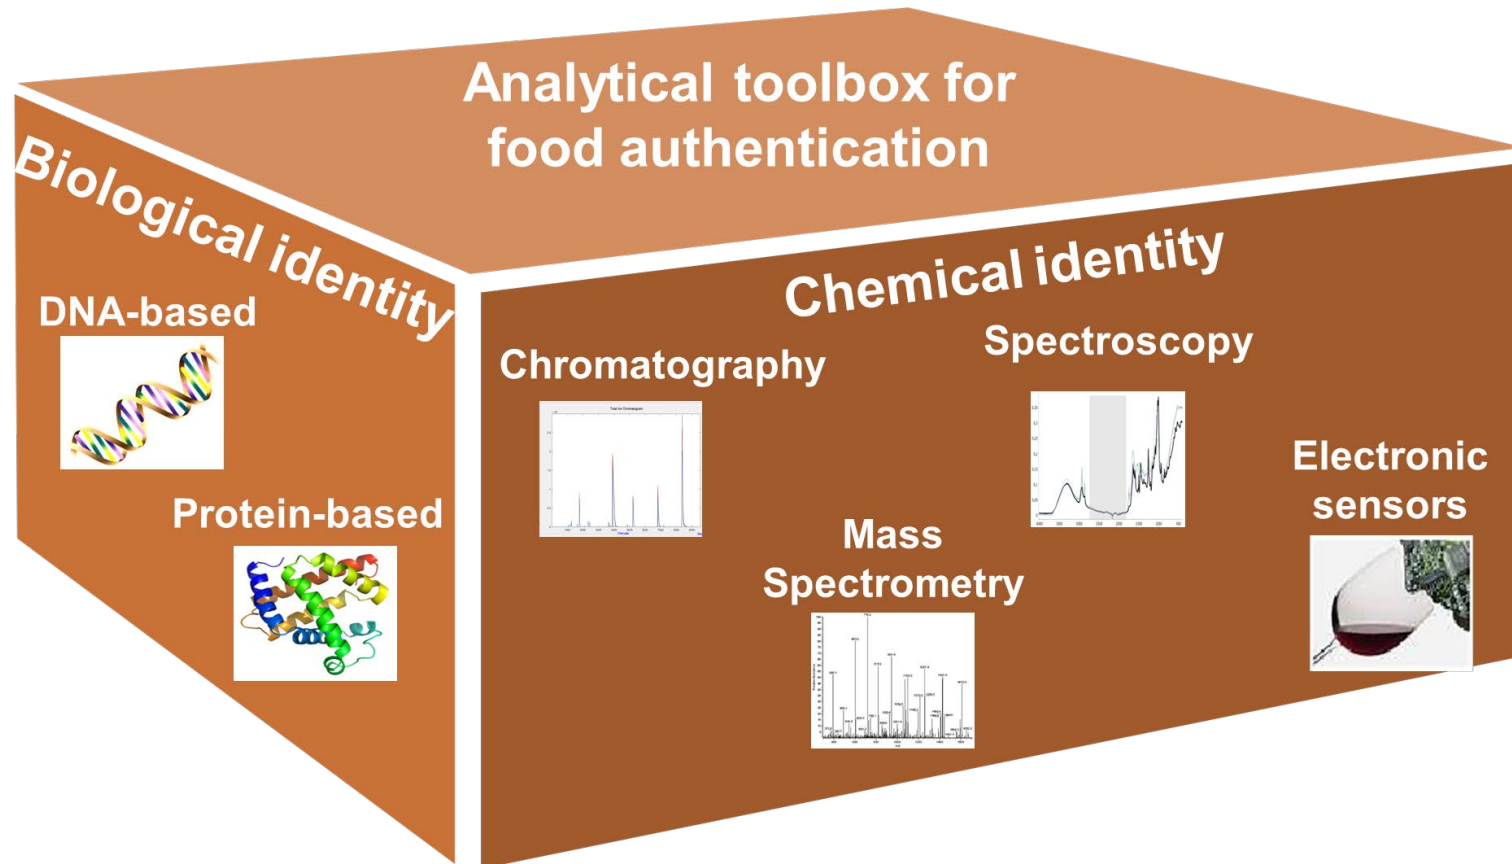 Analytical toolbox for
food authentication
Biological identity
DNA-based
Protein-based
Chemical identity
Chromatography
Spectroscopy
Mass
Spectrometry
Electronic
sensors